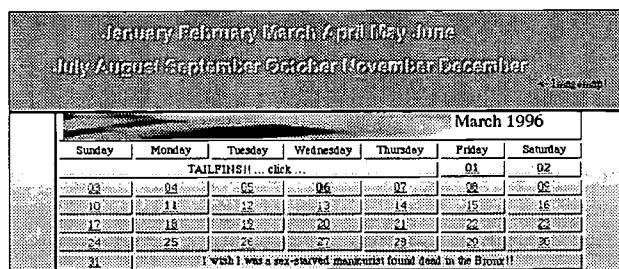 January February March April May June
July August September October November December
March 1996
Sunday Monday Tuesday Wednesday Thursday Friday Saturday
TAILFINS!! ... click ... 01 02
03 04 05 06 07 08 09
10 11 12 13 14 15 16
17 18 19 20 21 22 23
24 25 26 27 28 29 30
31 I wish I was a sex-starved manicurist found dead in the Bronx!!